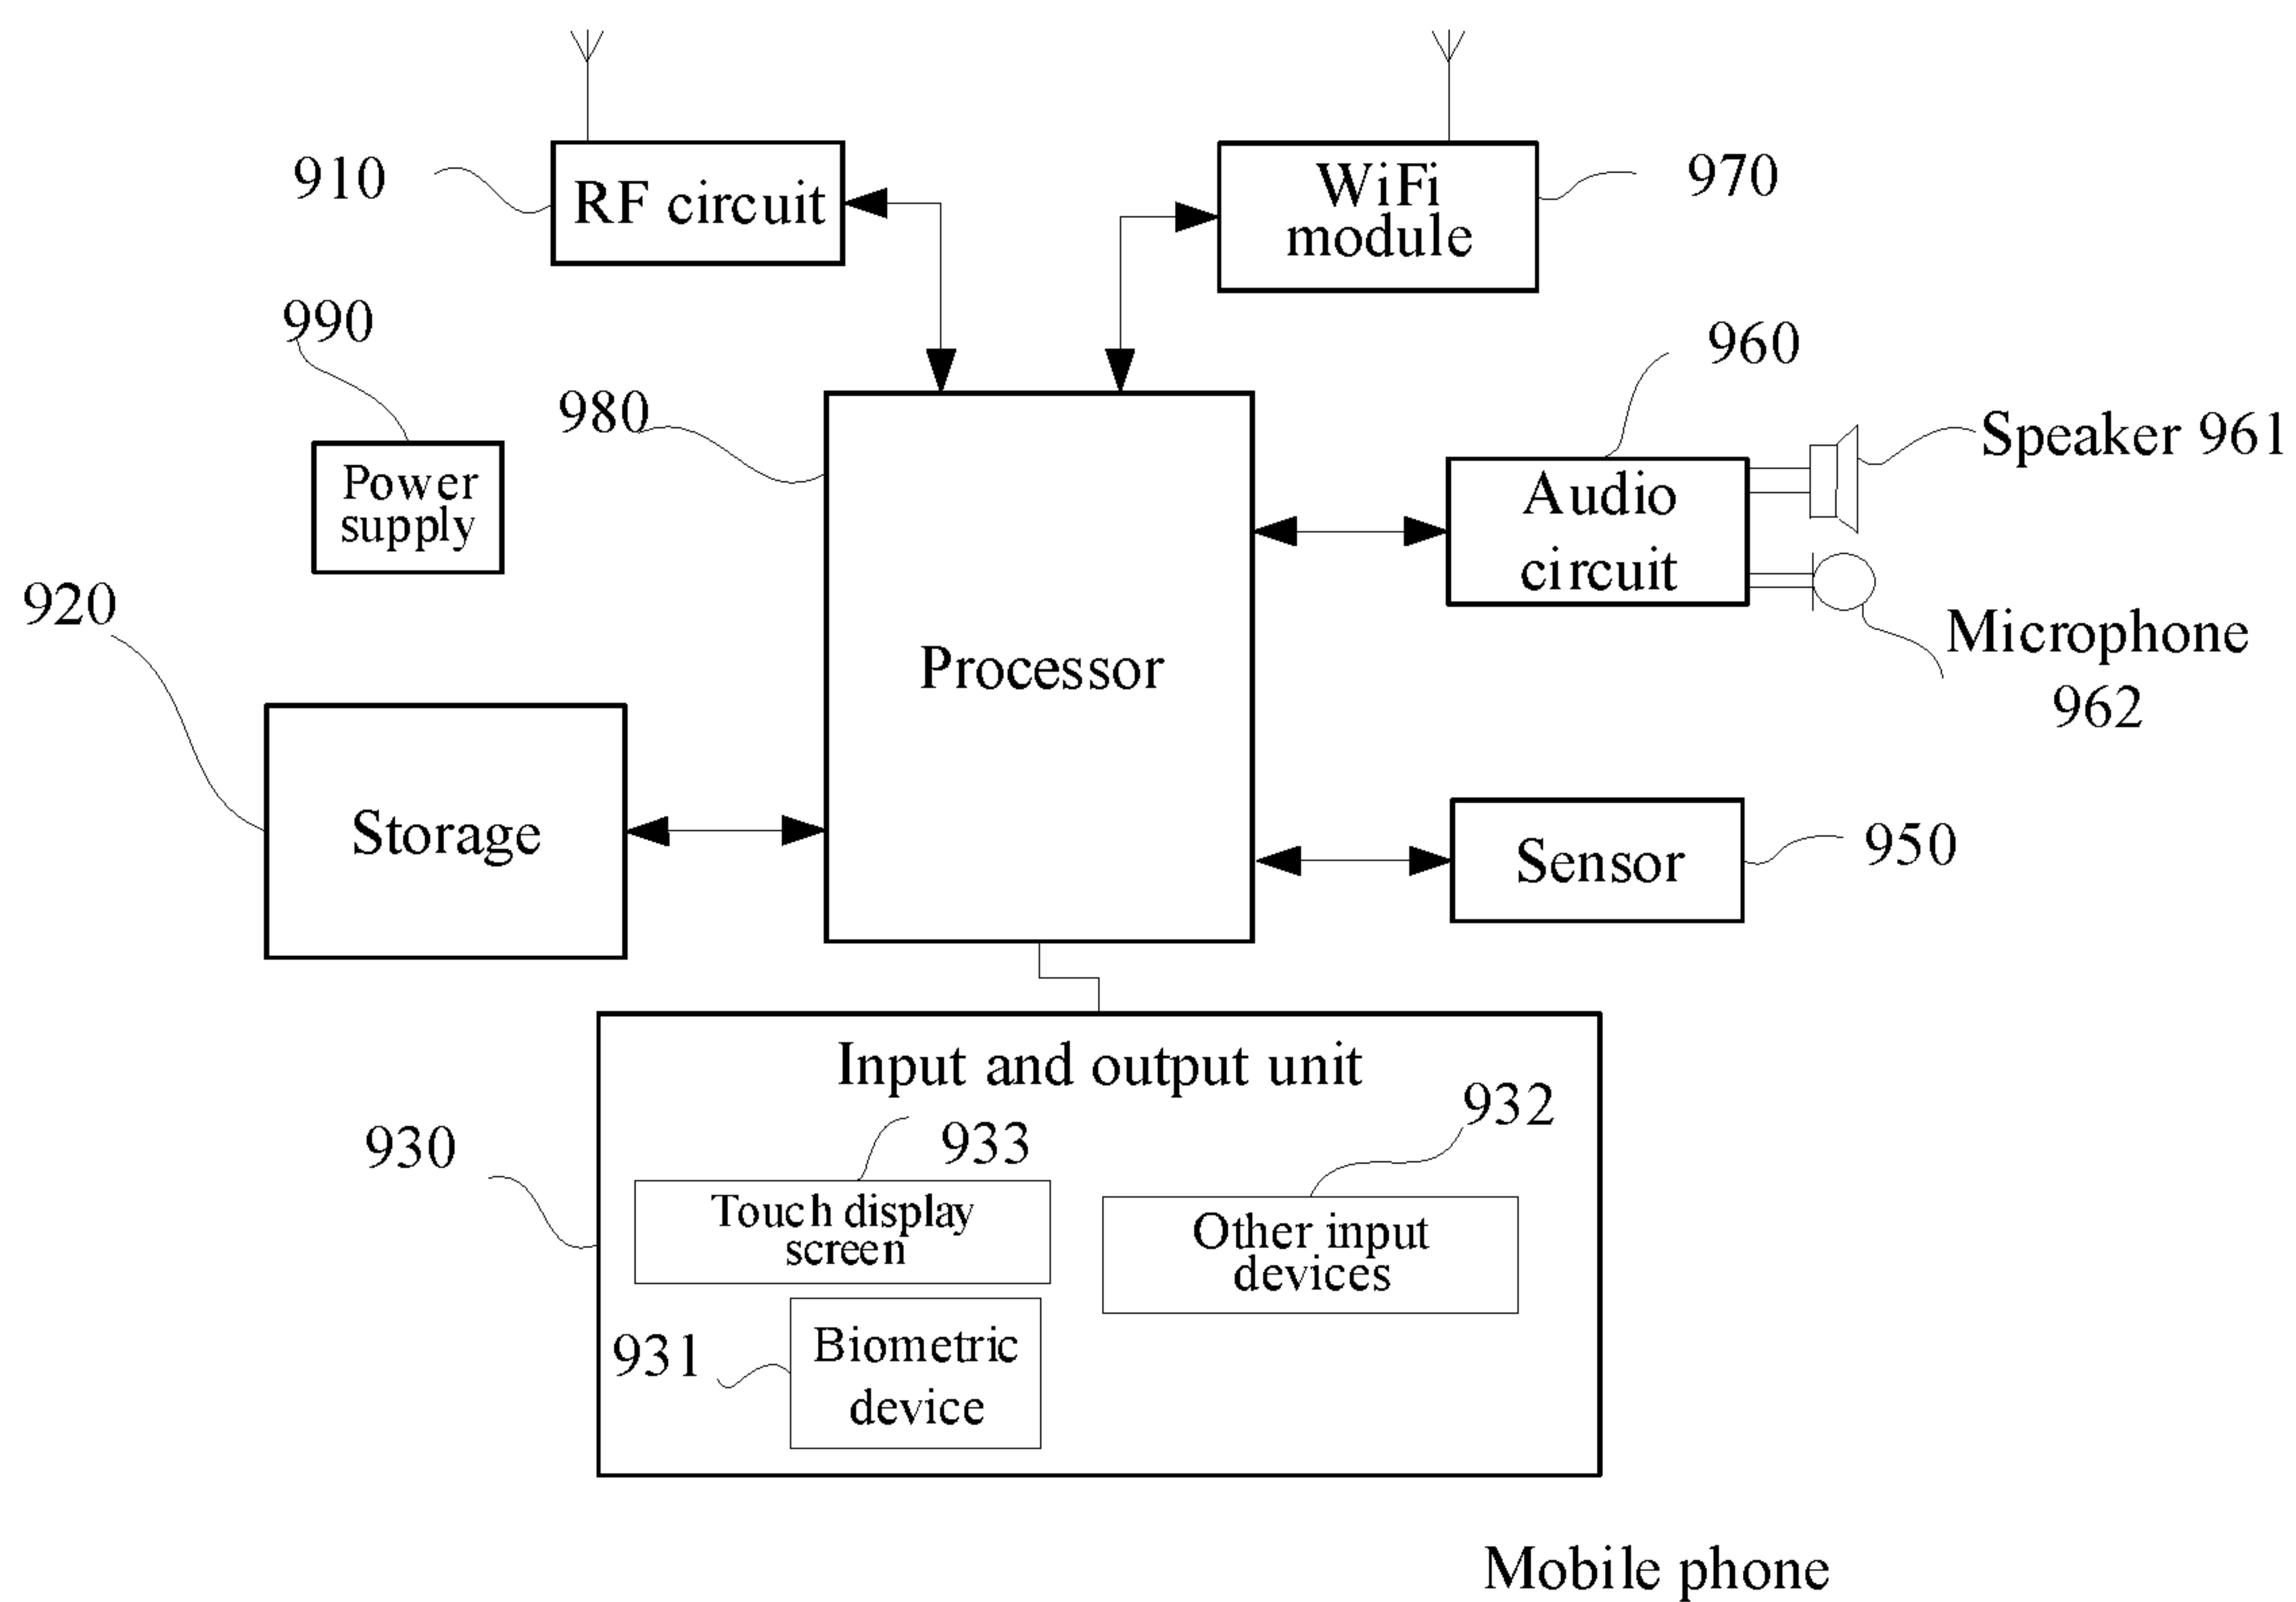 910
RF circuit
WiFi
module
970
990
960
980
Speaker 961
Power
supply
Audio
circuit
920
Microphone
962
Processor
Storage
Sensor
950
Input and output unit
930
933
932
Touch display
screen
Other input
devices
931
Biometric
device
Mobile phone